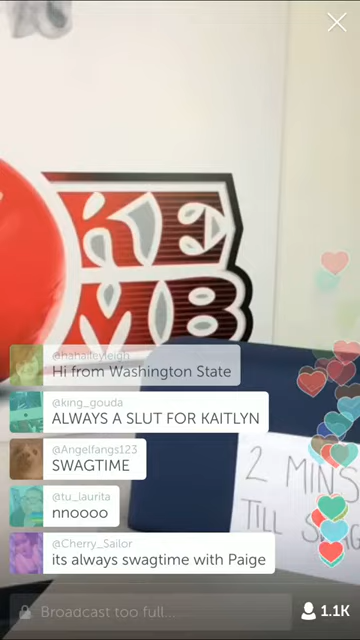 @hahaileyleigh
Hi from Washington State
@king_gouda
ALWAYS A SLUT FOR KAITLYN
@Angelfangs123
SWAGTIME
@tu_laurita
nnoooo
@Cherry_Sailor
its always swagtime with Paige
2 MINS
TILL SWAG
Broadcast too full...
1.1K